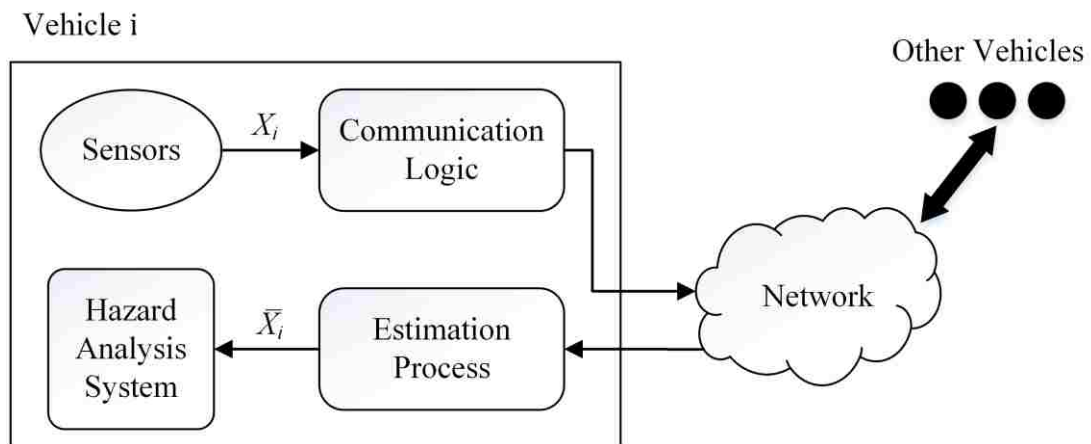 Vehicle i
Other Vehicles
Sensors
X_i
Communication
Logic
Network
Hazard
Analysis
System
X̄_i
Estimation
Process